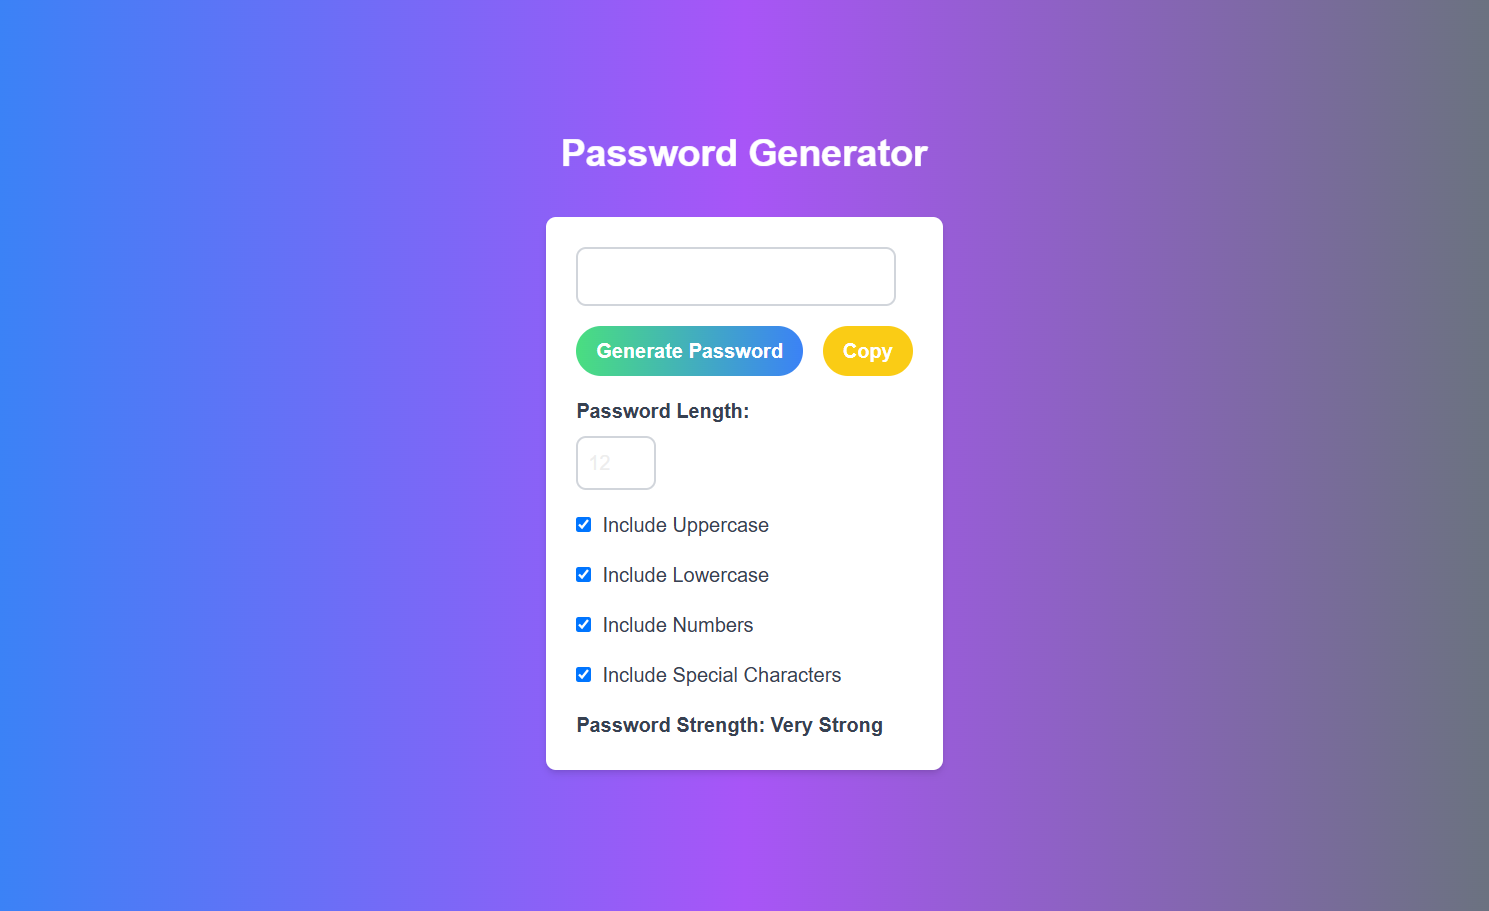 Password Generator
Generate Password
Copy
Password Length:
12
Include Uppercase
Include Lowercase
Include Numbers
Include Special Characters
Password Strength: Very Strong